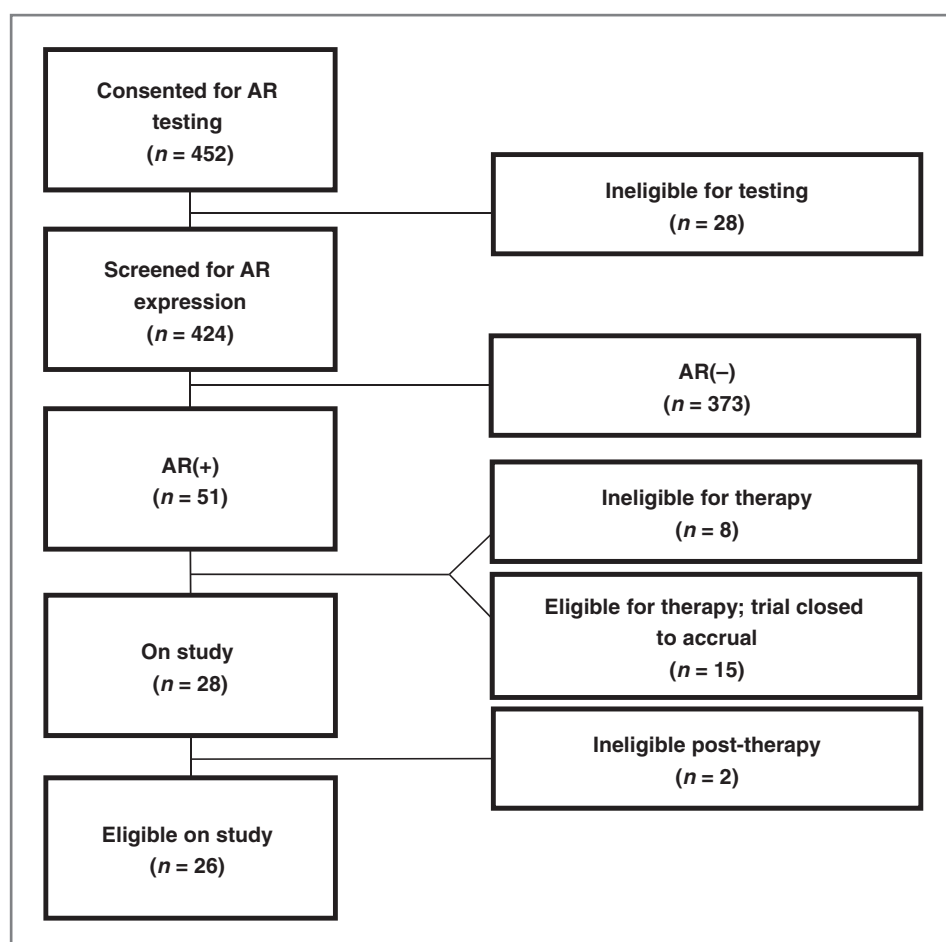 Consented for AR
testing
(n = 452)
Ineligible for testing
(n = 28)
Screened for AR
expression
(n = 424)
AR(–)
(n = 373)
AR(+)
(n = 51)
Ineligible for therapy
(n = 8)
Eligible for therapy; trial closed
to accrual
(n = 15)
On study
(n = 28)
Ineligible post-therapy
(n = 2)
Eligible on study
(n = 26)